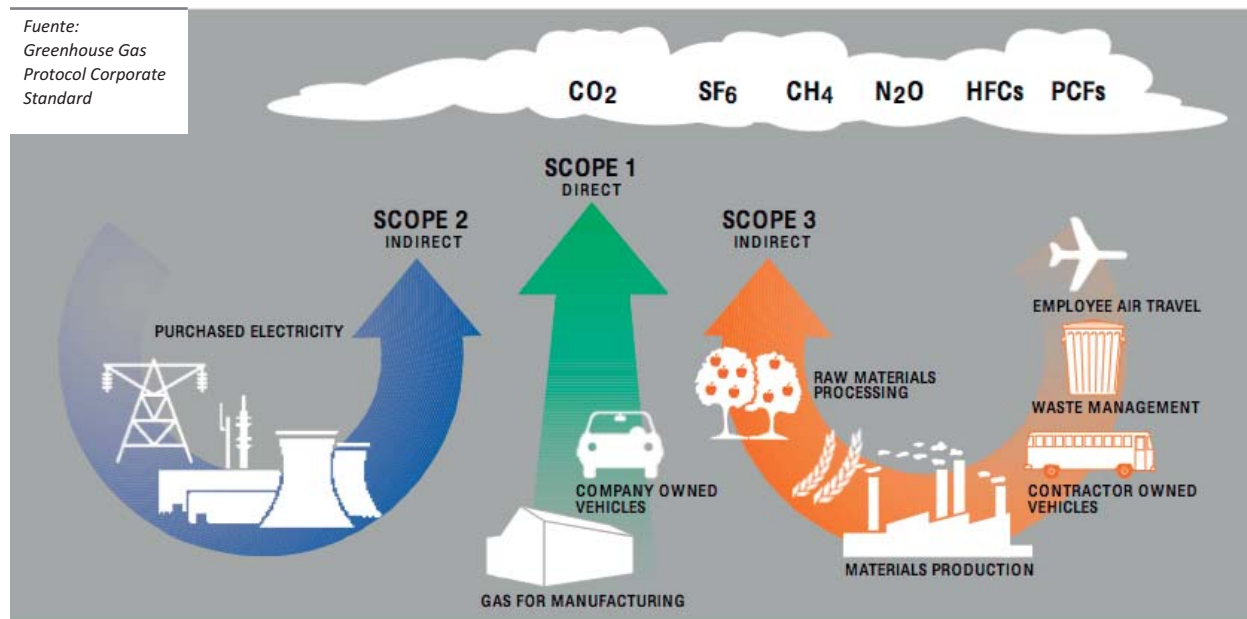 Fuente:
Greenhouse Gas
Protocol Corporate
Standard
CO2 SF6 CH4 N2O HFCs PCFs
SCOPE 1
DIRECT
SCOPE 2
INDIRECT
SCOPE 3
INDIRECT
PURCHASED ELECTRICITY
COMPANY OWNED
VEHICLES
GAS FOR MANUFACTURING
RAW MATERIALS
PROCESSING
MATERIALS PRODUCTION
EMPLOYEE AIR TRAVEL
WASTE MANAGEMENT
CONTRACTOR OWNED
VEHICLES